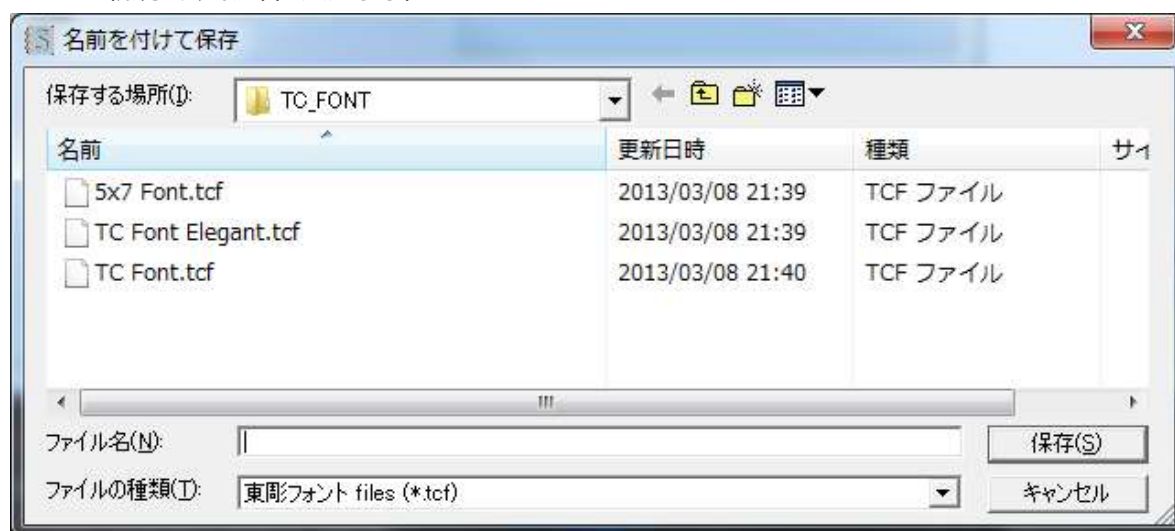 名前を付けて保存
保存する場所(I):
TC_FONT
名前
更新日時
種類
サイ
5x7 Font.tcf
2013/03/08 21:39
TCF ファイル
TC Font Elegant.tcf
2013/03/08 21:39
TCF ファイル
TC Font.tcf
2013/03/08 21:40
TCF ファイル
ファイル名(N):
保存(S)
ファイルの種類(T):
東彫フォント files (*.tcf)
キャンセル